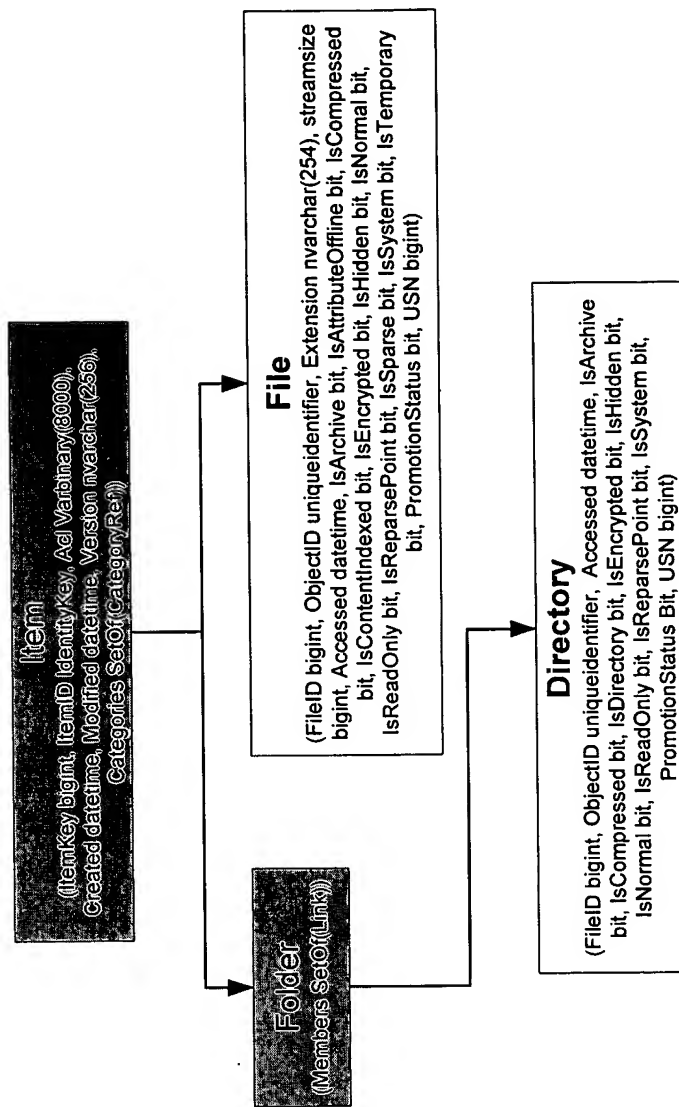 Item
(ItemKey bigint, ItemID IdentityKey, Acl Varbinary(8000),
Created datetime, Modified datetime, Version nvarchar(256),
Categories SetOf(CategoryRef))
Folder
(Members SetOf(Link))
File
(FileID bigint, ObjectID uniqueidentifier, Extension nvarchar(254), streamsize
bigint, Accessed datetime, IsArchive bit, IsAttributeOffline bit, IsCompressed
bit, IsContentIndexed bit, IsEncrypted bit, IsHidden bit, IsNormal bit,
IsReadOnly bit, IsReparsePoint bit, IsSparse bit, IsSystem bit, IsTemporary
bit, PromotionStatus bit, USN bigint)
Directory
(FileID bigint, ObjectID uniqueidentifier, Accessed datetime, IsArchive
bit, IsCompressed bit, IsDirectory bit, IsEncrypted bit, IsHidden bit,
IsNormal bit, IsReadOnly bit, IsReparsePoint bit, IsSystem bit,
PromotionStatus Bit, USN bigint)